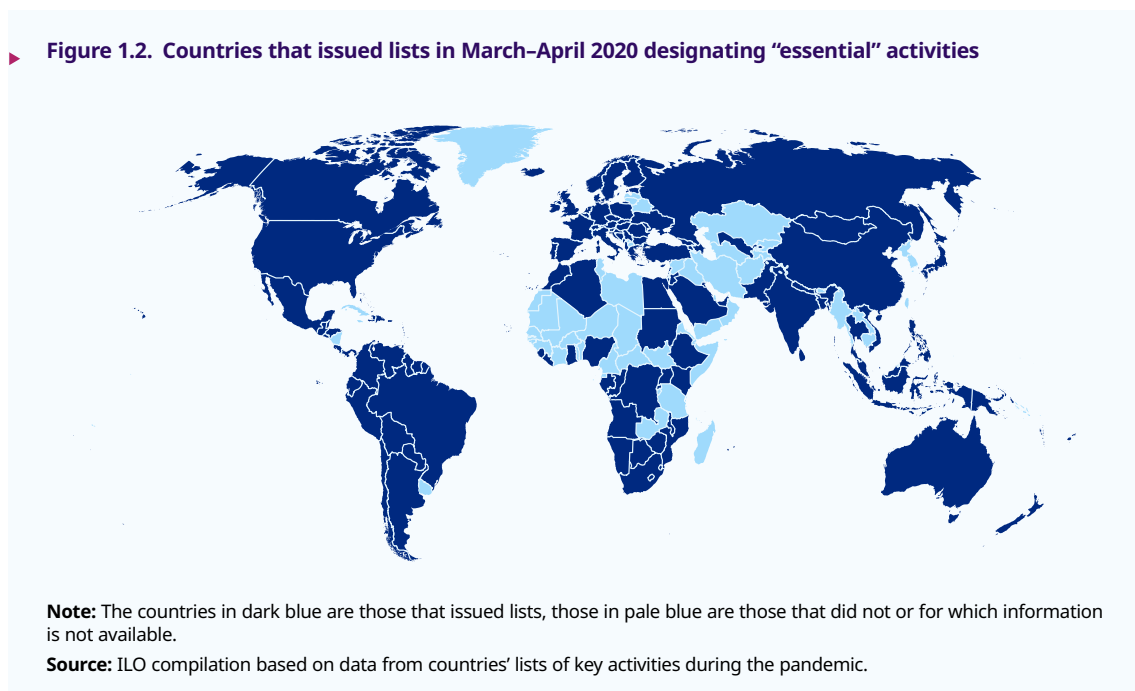 Figure 1.2. Countries that issued lists in March–April 2020 designating “essential” activities
Note: The countries in dark blue are those that issued lists, those in pale blue are those that did not or for which information
is not available.
Source: ILO compilation based on data from countries’ lists of key activities during the pandemic.